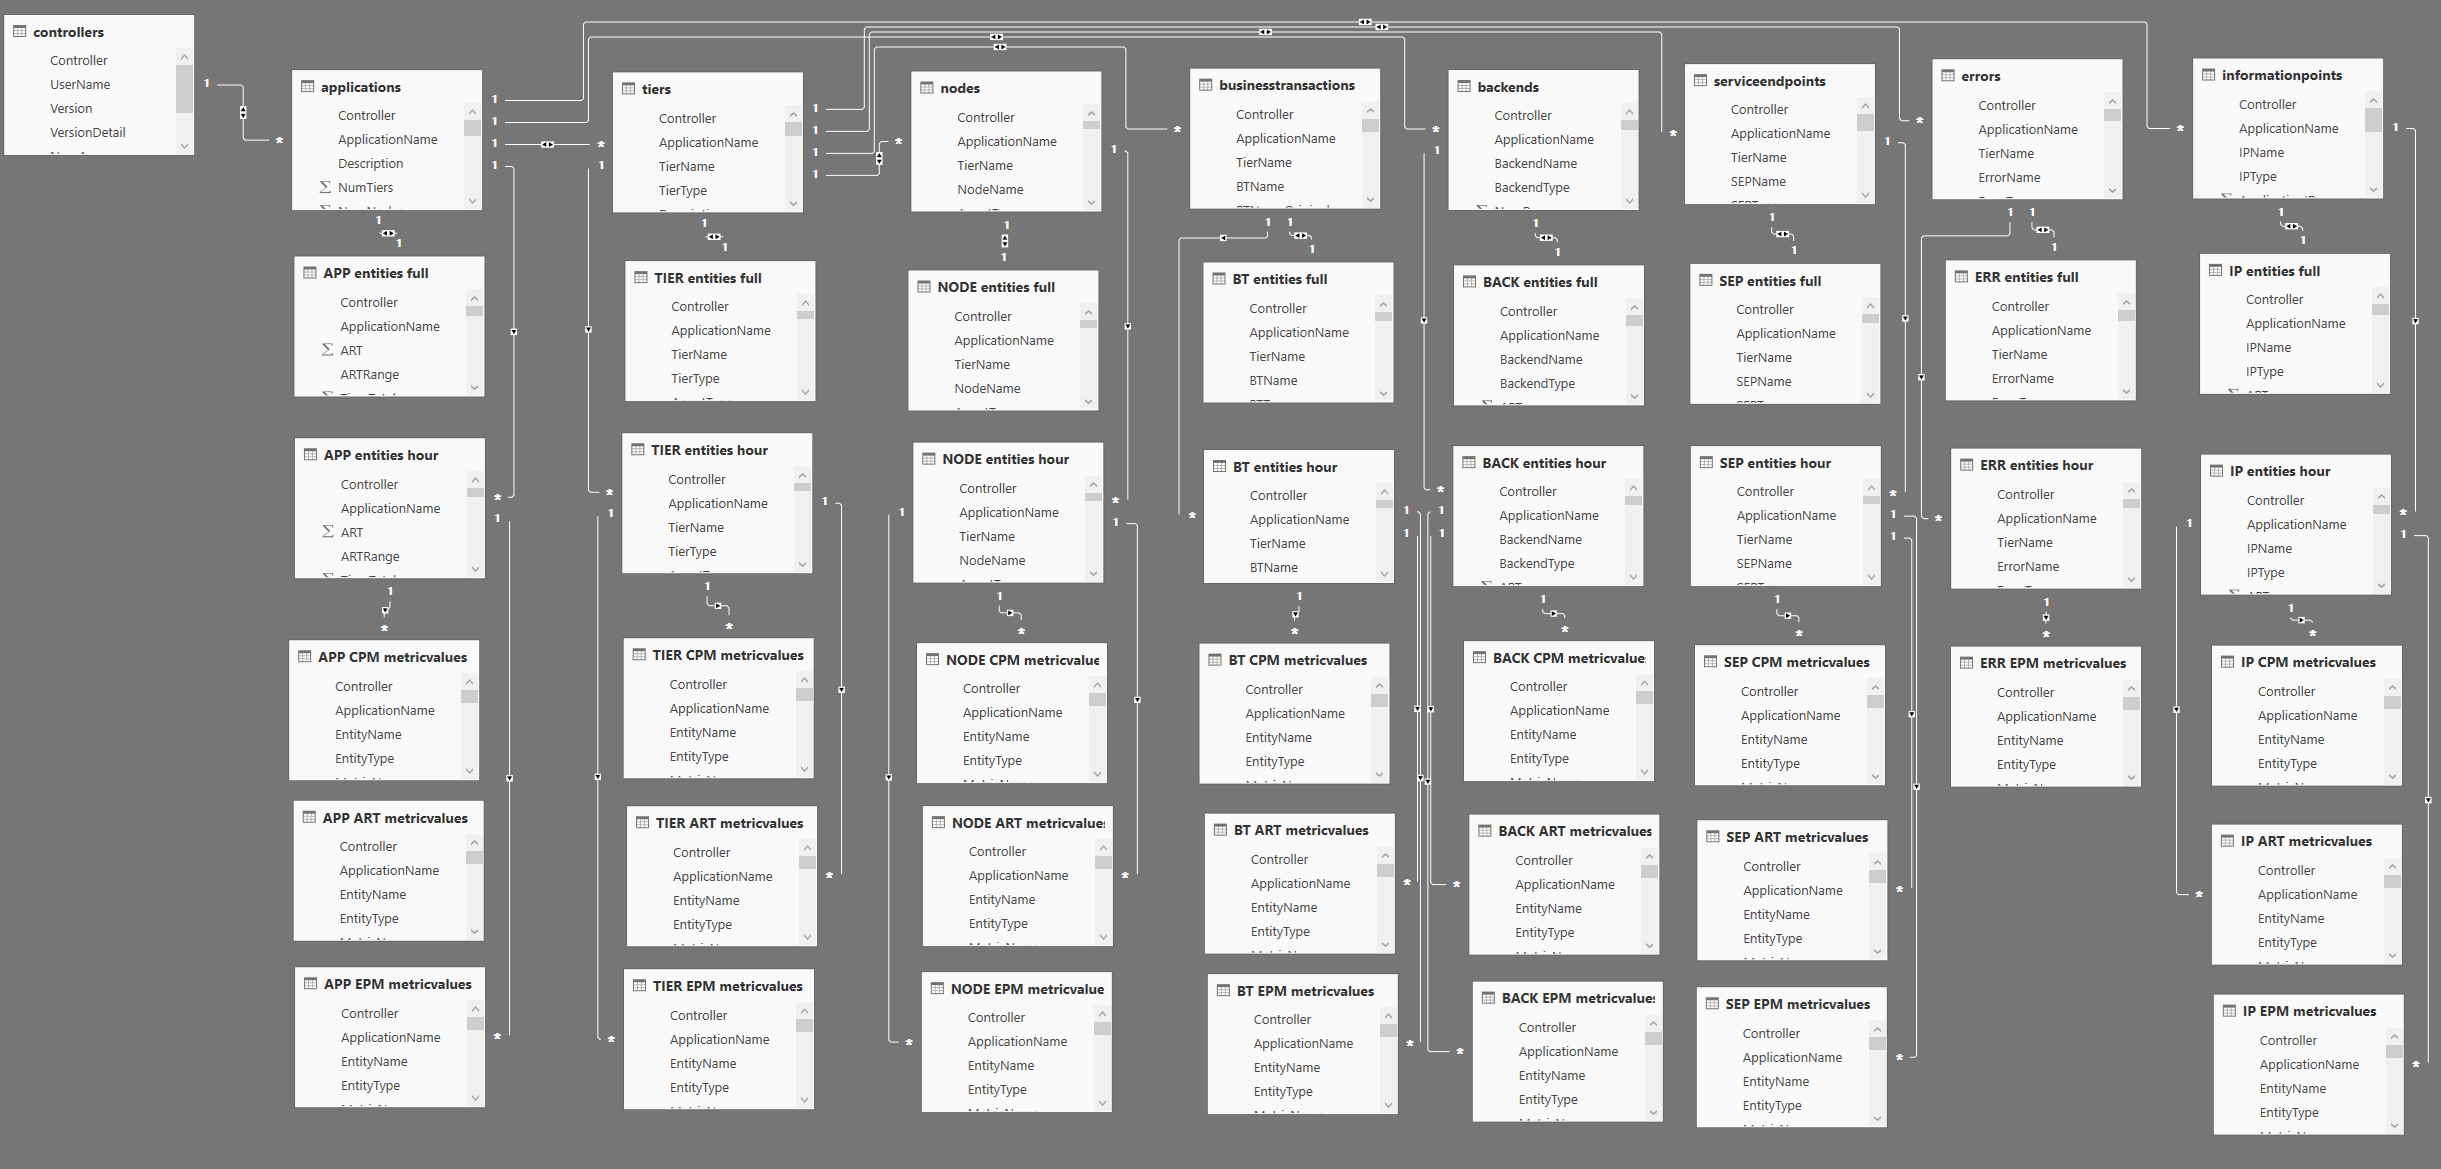 controllers
Controller
UserName
Version
VersionDetail
applications
Controller
ApplicationName
Description
Σ NumTiers
tiers
Controller
ApplicationName
TierName
TierType
nodes
Controller
ApplicationName
TierName
NodeName
businesstransactions
Controller
ApplicationName
TierName
BTName
backends
Controller
ApplicationName
BackendName
BackendType
serviceendpoints
Controller
ApplicationName
TierName
SEPName
errors
Controller
ApplicationName
TierName
ErrorName
informationpoints
Controller
ApplicationName
IPName
IPType
APP entities full
Controller
ApplicationName
Σ ART
ARTRange
TIER entities full
Controller
ApplicationName
TierName
TierType
NODE entities full
Controller
ApplicationName
TierName
NodeName
BT entities full
Controller
ApplicationName
TierName
BTName
BACK entities full
Controller
ApplicationName
BackendName
BackendType
SEP entities full
Controller
ApplicationName
TierName
SEPName
ERR entities full
Controller
ApplicationName
TierName
ErrorName
IP entities full
Controller
ApplicationName
IPName
IPType
APP entities hour
Controller
ApplicationName
Σ ART
ARTRange
TIER entities hour
Controller
ApplicationName
TierName
TierType
NODE entities hour
Controller
ApplicationName
TierName
NodeName
BT entities hour
Controller
ApplicationName
TierName
BTName
BACK entities hour
Controller
ApplicationName
BackendName
BackendType
SEP entities hour
Controller
ApplicationName
TierName
SEPName
ERR entities hour
Controller
ApplicationName
TierName
ErrorName
IP entities hour
Controller
ApplicationName
IPName
IPType
APP CPM metricvalues
Controller
ApplicationName
EntityName
EntityType
TIER CPM metricvalues
Controller
ApplicationName
EntityName
EntityType
NODE CPM metricvalue
Controller
ApplicationName
EntityName
EntityType
BT CPM metricvalues
Controller
ApplicationName
EntityName
EntityType
BACK CPM metricvalue
Controller
ApplicationName
EntityName
EntityType
SEP CPM metricvalues
Controller
ApplicationName
EntityName
EntityType
ERR EPM metricvalues
Controller
ApplicationName
EntityName
EntityType
IP CPM metricvalues
Controller
ApplicationName
EntityName
EntityType
APP ART metricvalues
Controller
ApplicationName
EntityName
EntityType
TIER ART metricvalues
Controller
ApplicationName
EntityName
EntityType
NODE ART metricvalue
Controller
ApplicationName
EntityName
EntityType
BT ART metricvalues
Controller
ApplicationName
EntityName
EntityType
BACK ART metricvalues
Controller
ApplicationName
EntityName
EntityType
SEP ART metricvalues
Controller
ApplicationName
EntityName
EntityType
IP ART metricvalues
Controller
ApplicationName
EntityName
EntityType
APP EPM metricvalues
Controller
ApplicationName
EntityName
EntityType
TIER EPM metricvalues
Controller
ApplicationName
EntityName
EntityType
NODE EPM metricvalue
Controller
ApplicationName
EntityName
EntityType
BT EPM metricvalues
Controller
ApplicationName
EntityName
EntityType
BACK EPM metricvalue
Controller
ApplicationName
EntityName
EntityType
SEP EPM metricvalues
Controller
ApplicationName
EntityName
EntityType
IP EPM metricvalues
Controller
ApplicationName
EntityName
EntityType